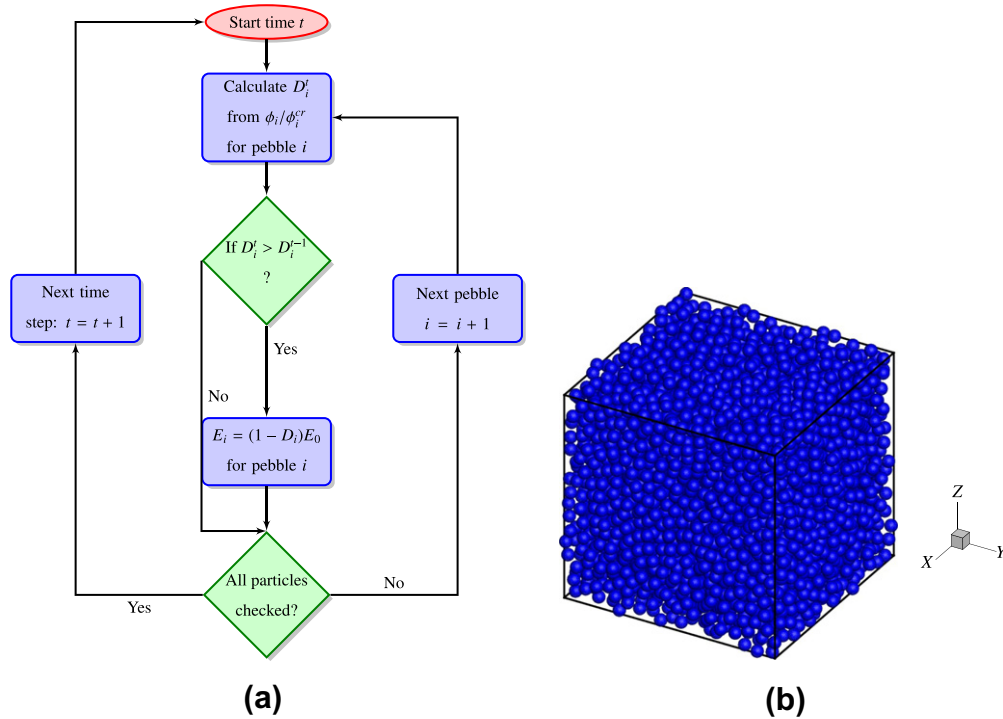 Start time t
Calculate D_i^t
from ϕ_i/ϕ_i^{cr}
for pebble i
If D_i^t > D_i^{t−1}
?
Next time
step: t = t + 1
Next pebble
i = i + 1
Yes
No
E_i = (1 − D_i)E_0
for pebble i
All particles
checked?
Yes
No
(a)
Z
X
Y
(b)